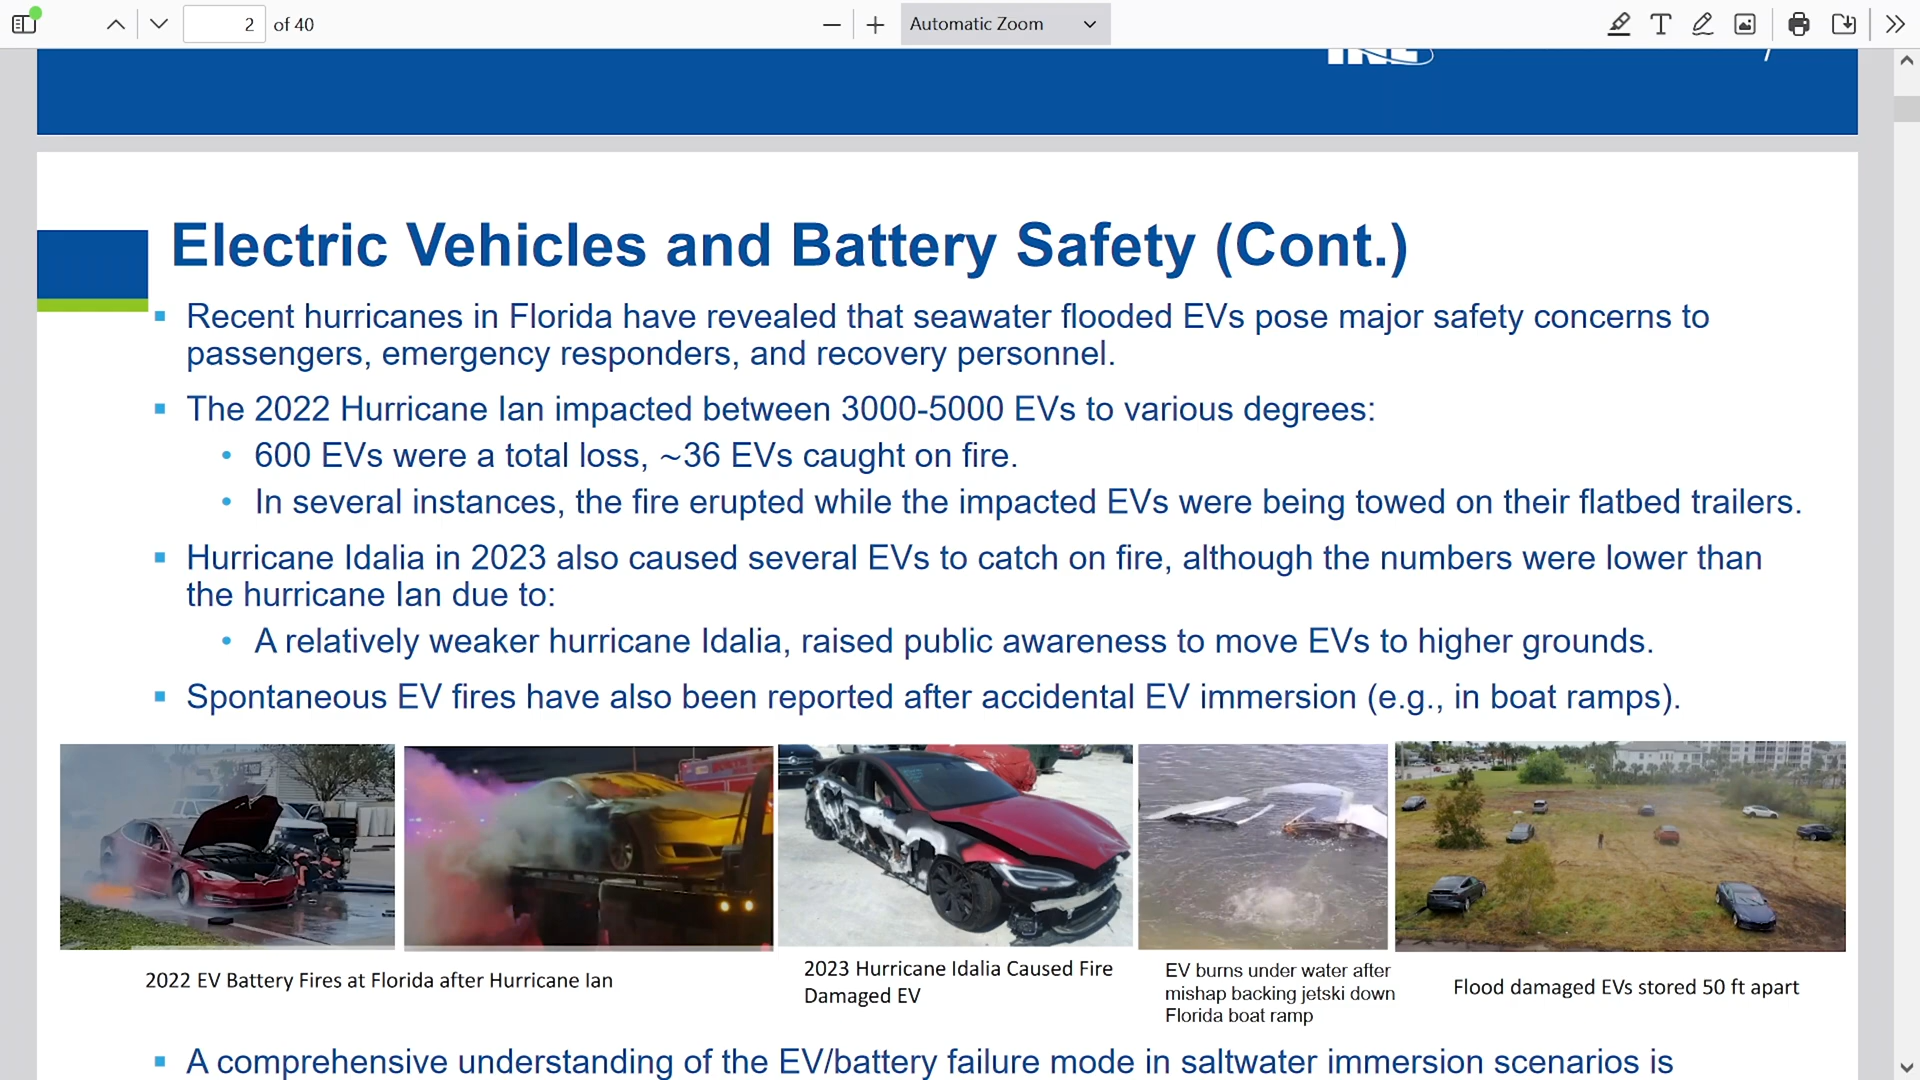 2 of 40
Automatic Zoom
INL
Electric Vehicles and Battery Safety (Cont.)
Recent hurricanes in Florida have revealed that seawater flooded EVs pose major safety concerns to
passengers, emergency responders, and recovery personnel.
The 2022 Hurricane Ian impacted between 3000-5000 EVs to various degrees:
600 EVs were a total loss, ~36 EVs caught on fire.
In several instances, the fire erupted while the impacted EVs were being towed on their flatbed trailers.
Hurricane Idalia in 2023 also caused several EVs to catch on fire, although the numbers were lower than
the hurricane Ian due to:
A relatively weaker hurricane Idalia, raised public awareness to move EVs to higher grounds.
Spontaneous EV fires have also been reported after accidental EV immersion (e.g., in boat ramps).
2022 EV Battery Fires at Florida after Hurricane Ian
2023 Hurricane Idalia Caused Fire
Damaged EV
EV burns under water after
mishap backing jetski down
Florida boat ramp
Flood damaged EVs stored 50 ft apart
A comprehensive understanding of the EV/battery failure mode in saltwater immersion scenarios is